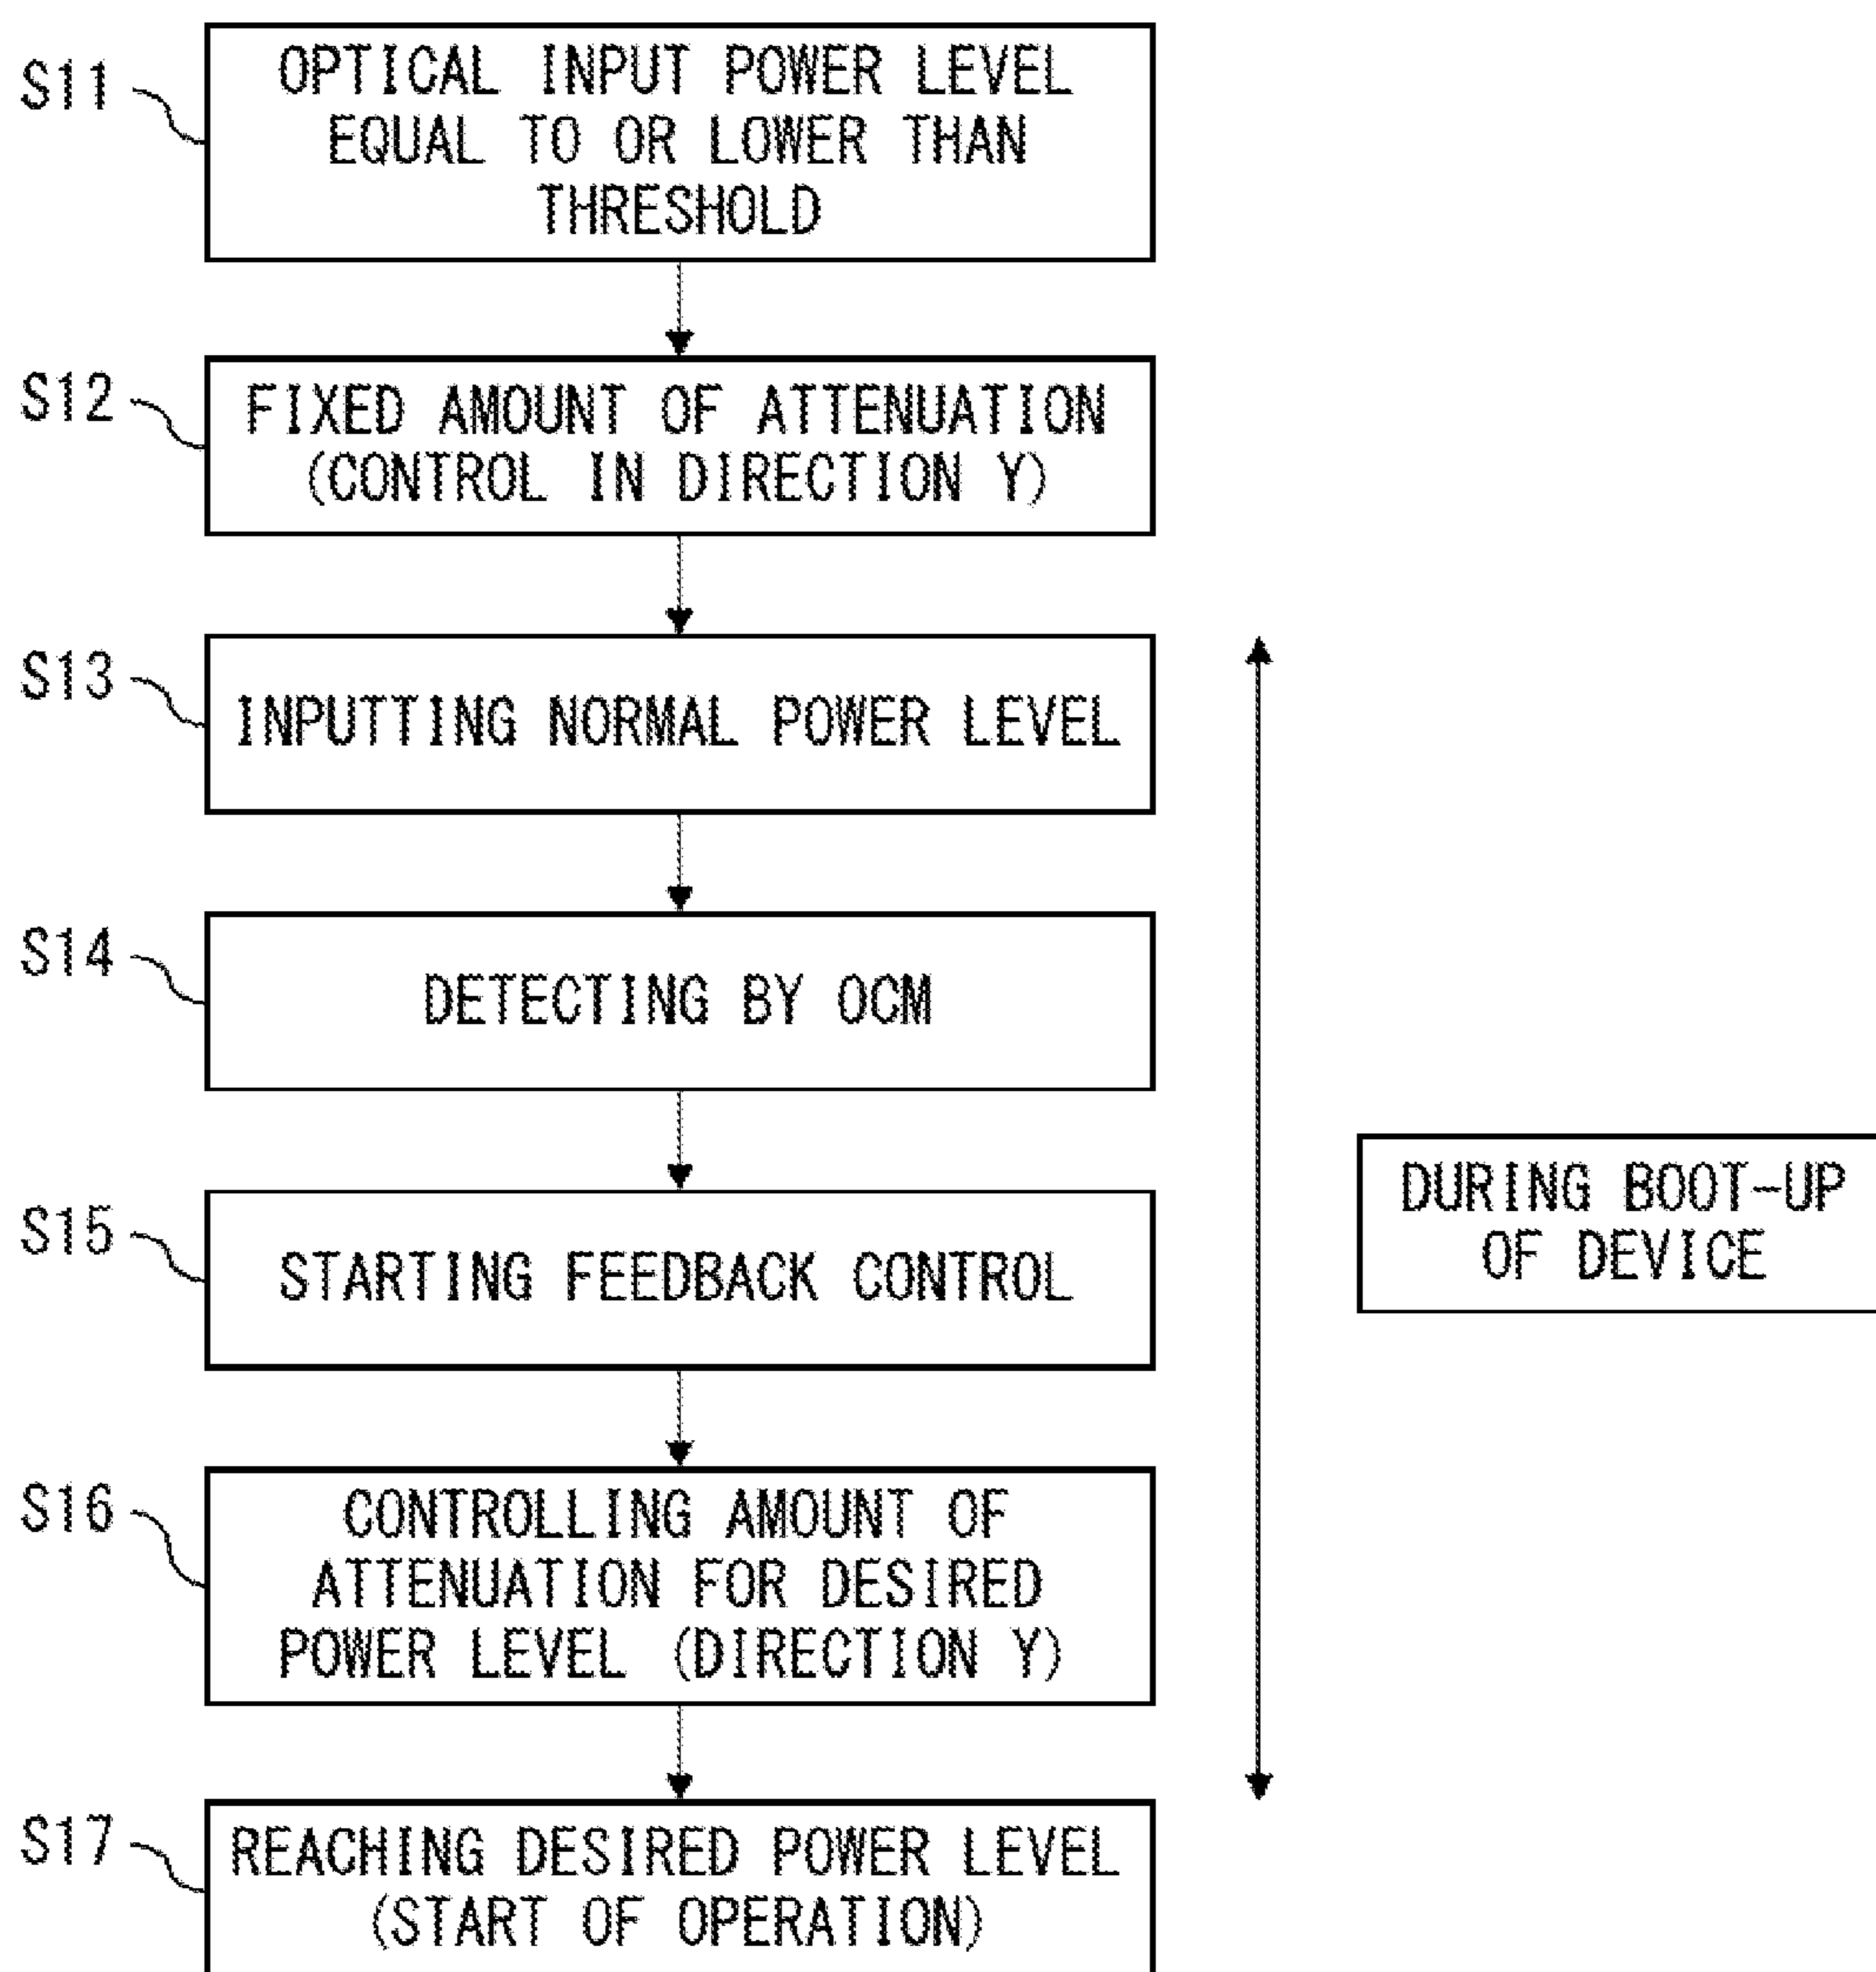 S11
OPTICAL INPUT POWER LEVEL
EQUAL TO OR LOWER THAN
THRESHOLD
S12
FIXED AMOUNT OF ATTENUATION
(CONTROL IN DIRECTION Y)
S13
INPUTTING NORMAL POWER LEVEL
S14
DETECTING BY OCM
S15
STARTING FEEDBACK CONTROL
DURING BOOT-UP
OF DEVICE
S16
CONTROLLING AMOUNT OF
ATTENUATION FOR DESIRED
POWER LEVEL (DIRECTION Y)
S17
REACHING DESIRED POWER LEVEL
(START OF OPERATION)